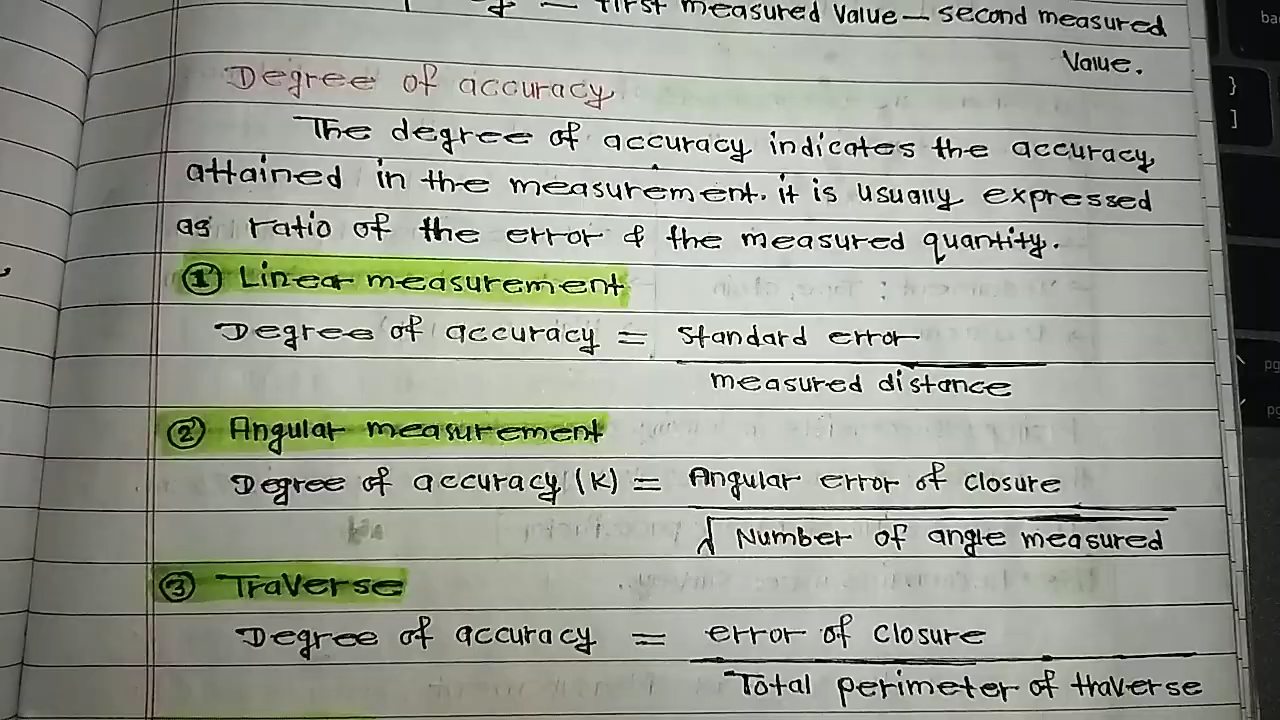 — first measured value — second measured
value.
Degree of accuracy
The degree of accuracy indicates the accuracy
attained in the measurement. it is usually expressed
as ratio of the error & the measured quantity.
① Linear measurement
Degree of accuracy = standard error
measured distance
② Angular measurement
Degree of accuracy (K) = Angular error of closure
√Number of angle measured
③ Traverse
Degree of accuracy = error of closure
Total perimeter of traverse
}
]